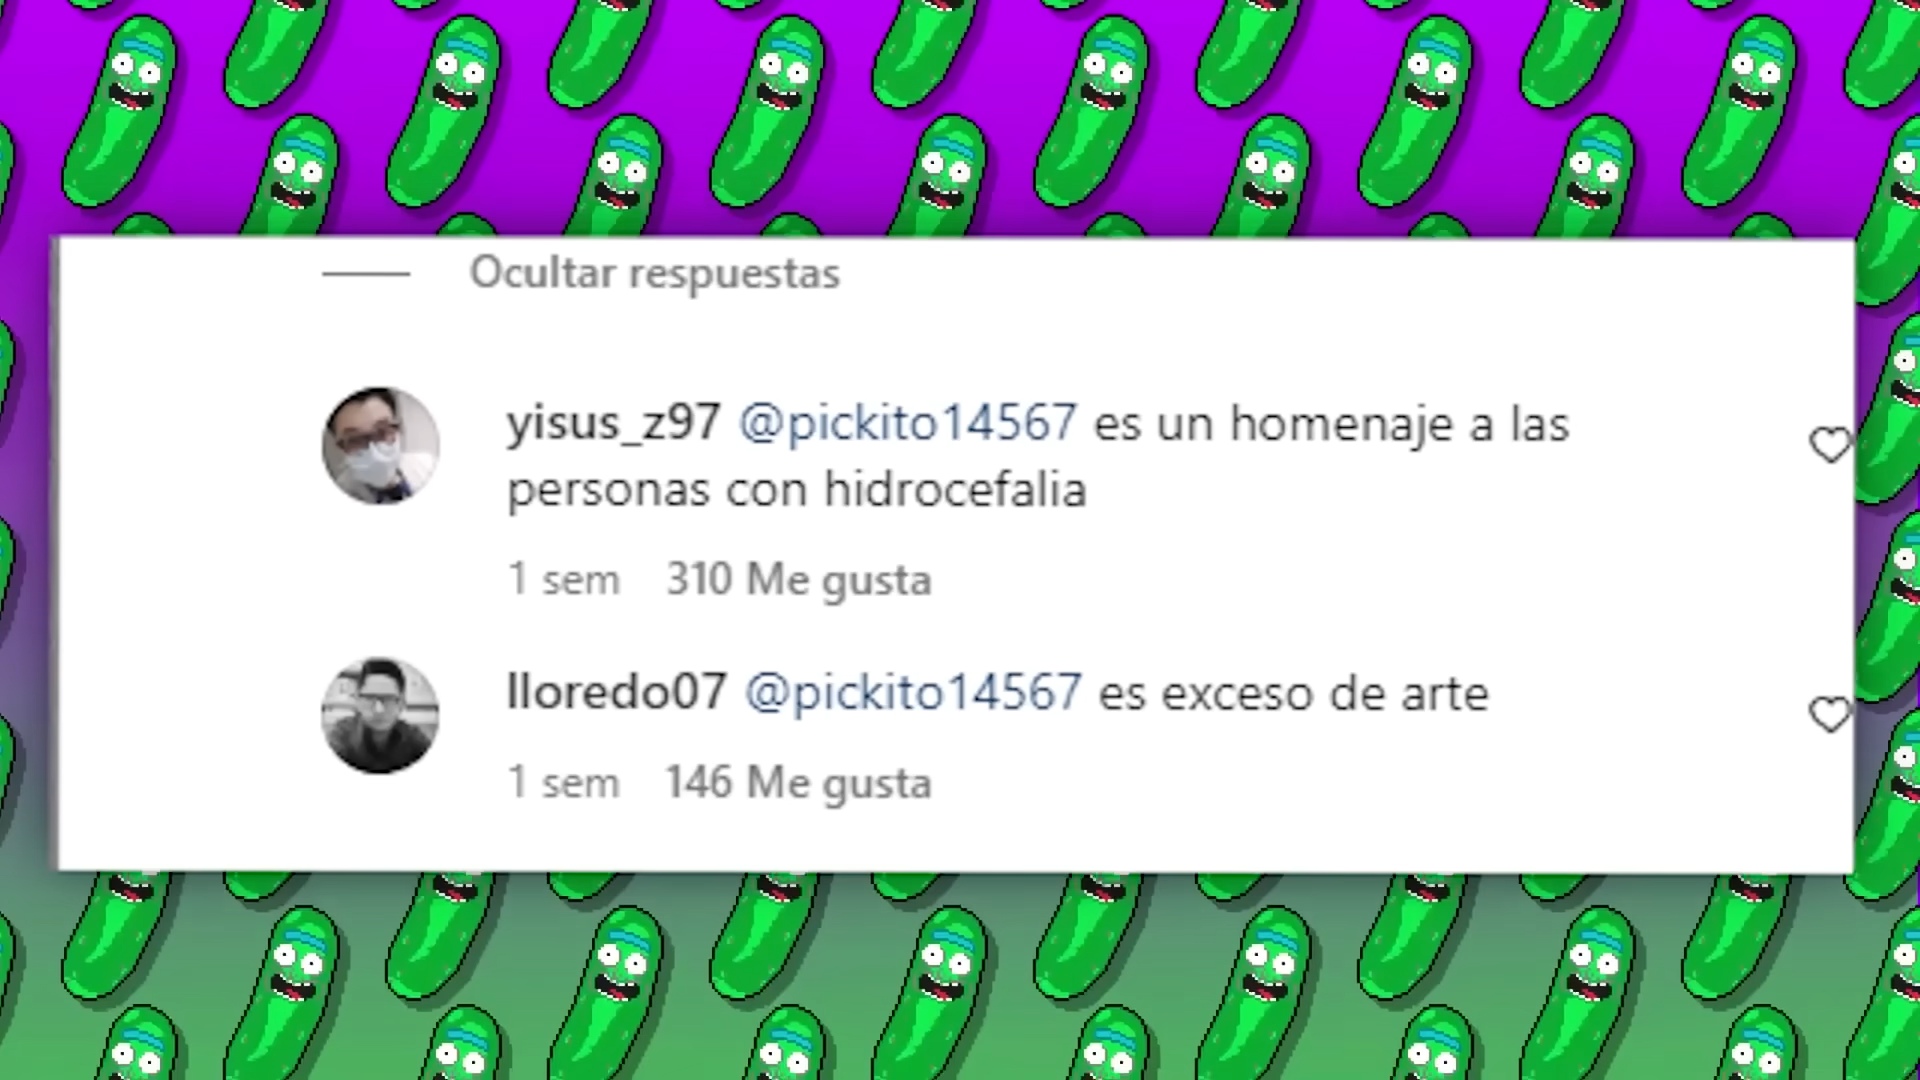 Ocultar respuestas
yisus_z97 @pickito14567 es un homenaje a las
personas con hidrocefalia
1 sem 310 Me gusta
lloredo07 @pickito14567 es exceso de arte
1 sem 146 Me gusta